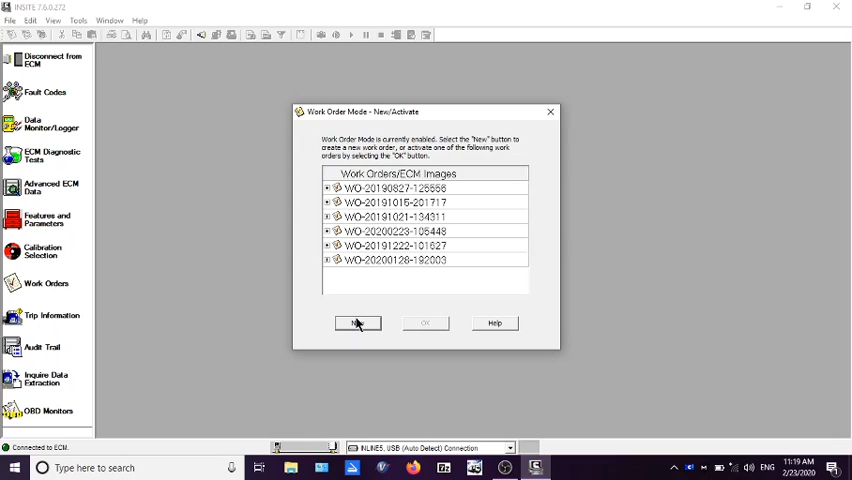 INSITE 7.6.0.272
File Edit View Tools Window Help
Disconnect from
ECM
Fault Codes
Data
Monitor/Logger
ECM Diagnostic
Tests
Advanced ECM
Data
Features and
Parameters
Calibration
Selection
Work Orders
Trip Information
Audit Trail
Inquire Data
Extraction
OBD Monitors
Work Order Mode - New/Activate
Work Order Mode is currently enabled. Select the "New" button to
create a new work order, or activate one of the following work
orders by selecting the "OK" button.
Work Orders/ECM Images
WO-20190827-125556
WO-20191015-201717
WO-20191021-134311
WO-20200223-105448
WO-20191222-101627
WO-20200128-192003
New OK Help
Connected to ECM.
INLINE5, USB (Auto Detect) Connection
Type here to search
ENG
11:19 AM
2/23/2020